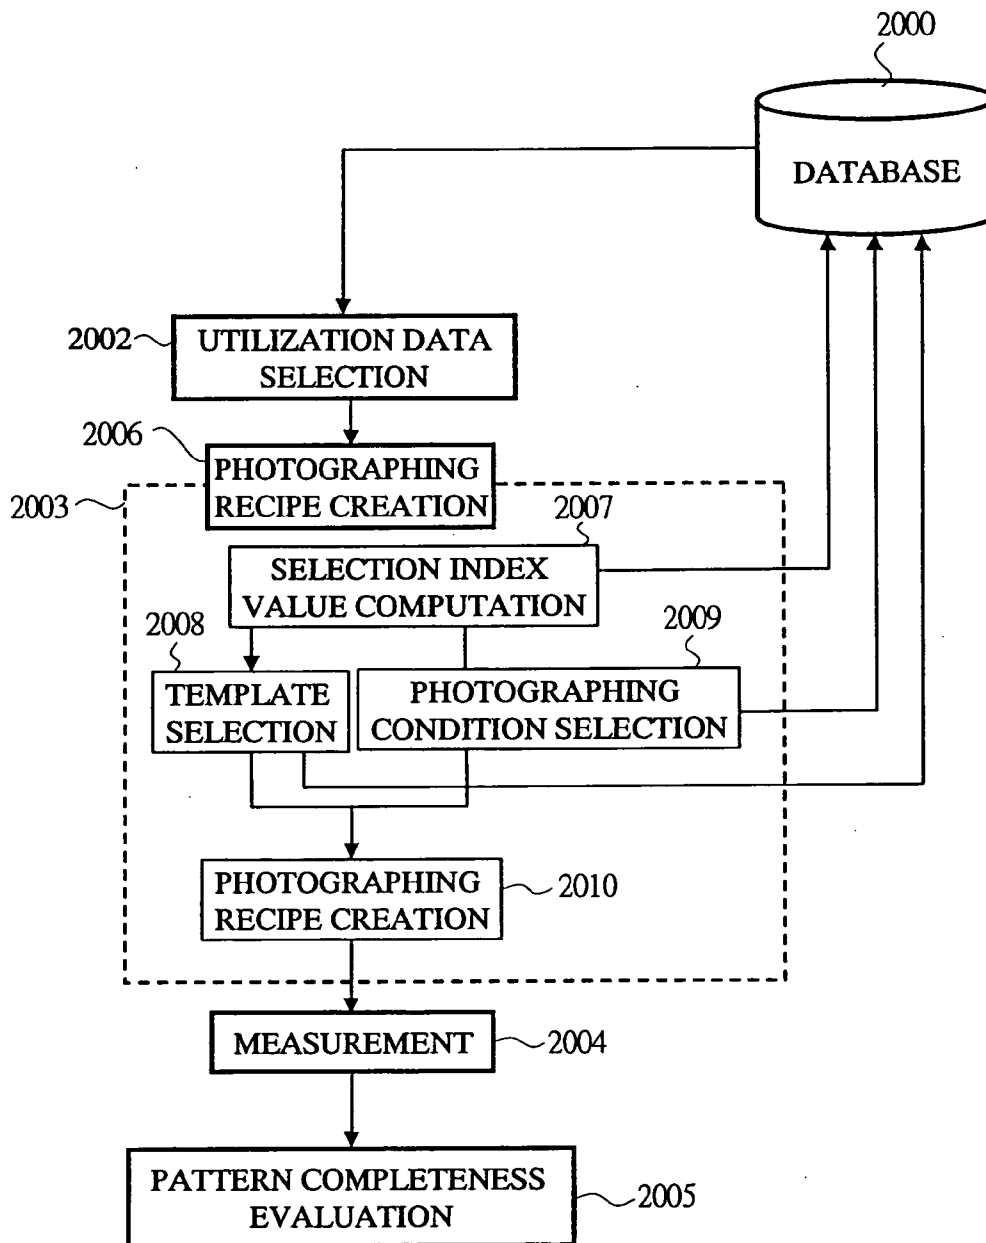 2000
DATABASE
2002
UTILIZATION DATA
SELECTION
2006
PHOTOGRAPHING
RECIPE CREATION
2003
2007
SELECTION INDEX
VALUE COMPUTATION
2008
2009
TEMPLATE
SELECTION
PHOTOGRAPHING
CONDITION SELECTION
PHOTOGRAPHING
RECIPE CREATION
2010
MEASUREMENT
2004
PATTERN COMPLETENESS
EVALUATION
2005